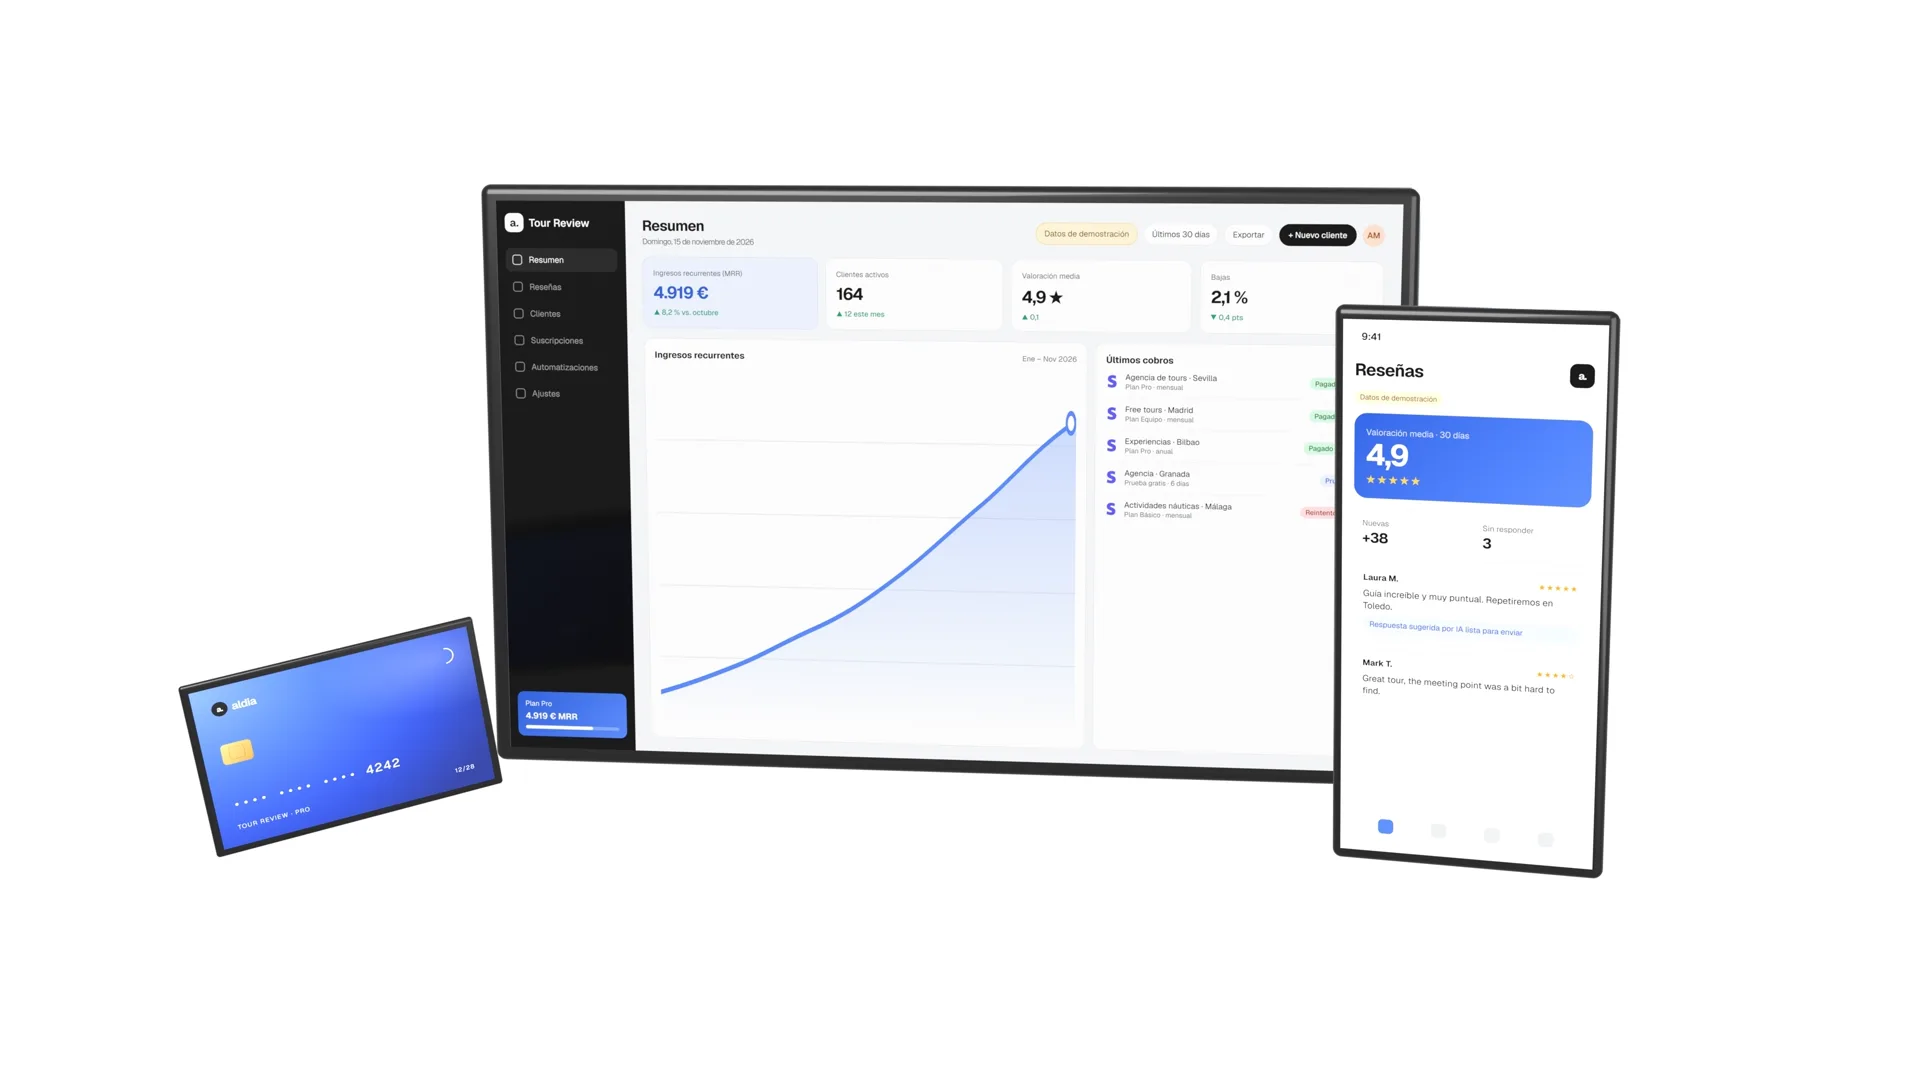 a. Tour Review
Resumen
Reseñas
Clientes
Suscripciones
Automatizaciones
Ajustes
Plan Pro
4.919 € MRR
Resumen
Domingo, 15 de noviembre de 2026
Datos de demostración
Últimos 30 días
Exportar
+ Nuevo cliente
AM
Ingresos recurrentes (MRR)
4.919 €
▲ 8,2 % vs. octubre
Clientes activos
164
▲ 12 este mes
Valoración media
4,9 ★
▲ 0,1
Bajas
2,1 %
▼ 0,4 pts
Ingresos recurrentes
Ene – Nov 2026
Últimos cobros
S Agencia de tours · Sevilla
Plan Pro · mensual
Pagad
S Free tours · Madrid
Plan Equipo · mensual
Pagad
S Experiencias · Bilbao
Plan Pro · anual
Pagado
S Agencia · Granada
Prueba gratis · 6 días
Pru
S Actividades náuticas · Málaga
Plan Básico · mensual
Reintent
9:41
Reseñas
a.
Datos de demostración
Valoración media · 30 días
4,9
★★★★★
Nuevas
+38
Sin responder
3
Laura M.
★★★★★
Guía increíble y muy puntual. Repetiremos en
Toledo.
Respuesta sugerida por IA lista para enviar
Mark T.
★★★★☆
Great tour, the meeting point was a bit hard to
find.
a. aldia
•••• •••• •••• 4242
12/28
TOUR REVIEW · PRO